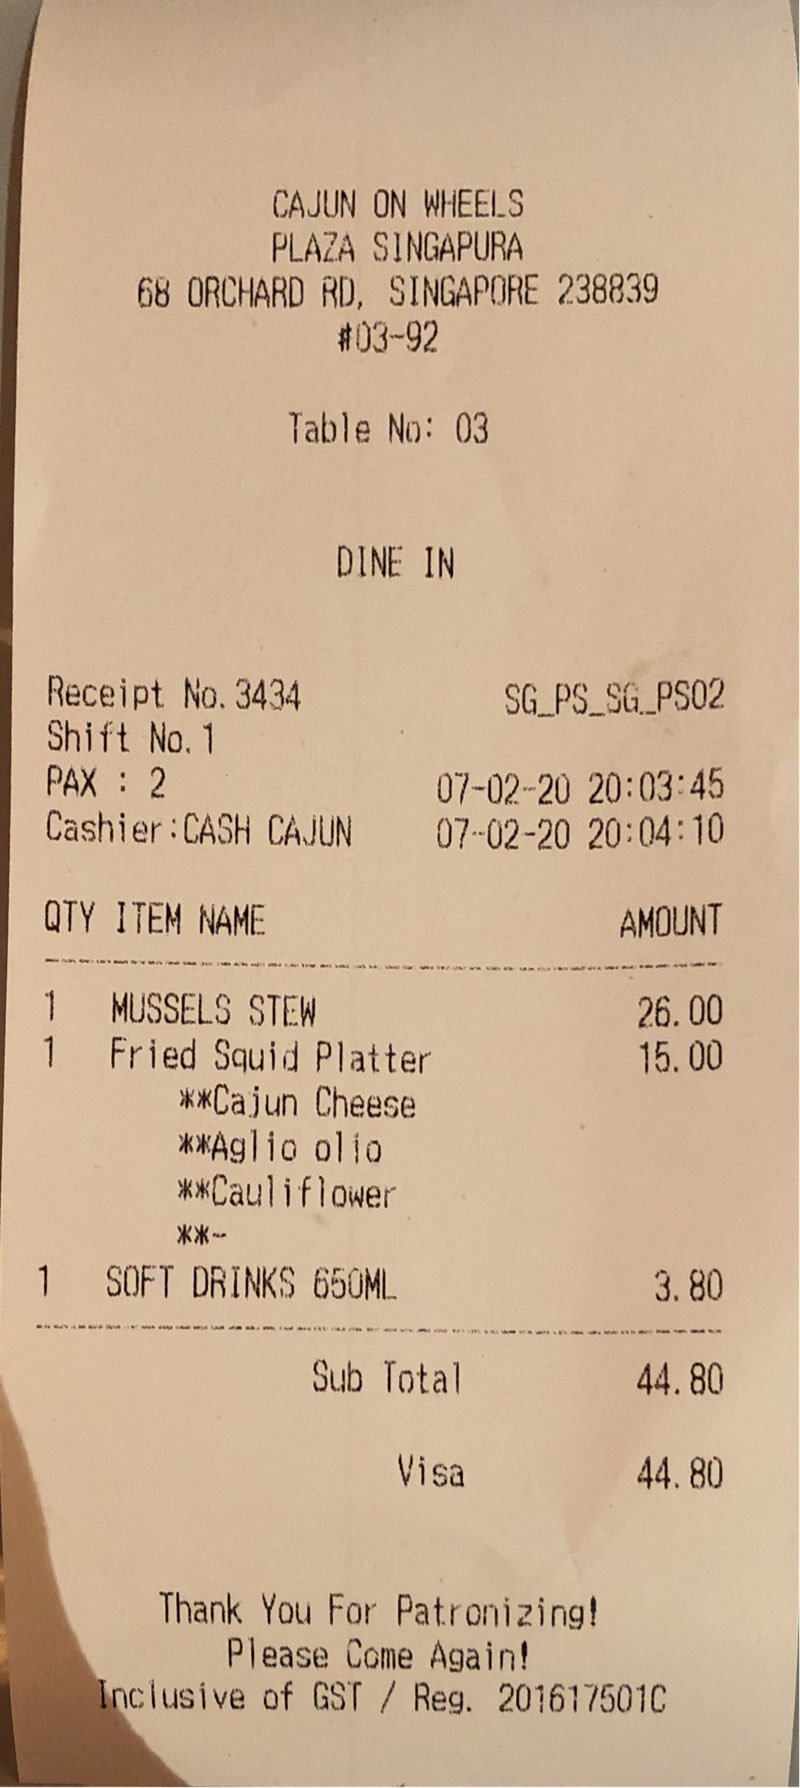 CAJUN ON WHEELS
PLAZA SINGAPURA
68 ORCHARD RD, SINGAPORE 238839
#03-92
Table No: 03
DINE IN
Receipt No.3434 SG_PS_SG_PS02
Shift No.1
PAX : 2 07-02-20 20:03:45
Cashier:CASH CAJUN 07-02-20 20:04:10
QTY ITEM NAME AMOUNT
1 MUSSELS STEW 26.00
1 Fried Squid Platter 15.00
**Cajun Cheese
**Aglio olio
**Cauliflower
**~
1 SOFT DRINKS 650ML 3.80
Sub Total 44.80
Visa 44.80
Thank You For Patronizing!
Please Come Again!
Inclusive of GST / Reg. 201617501C